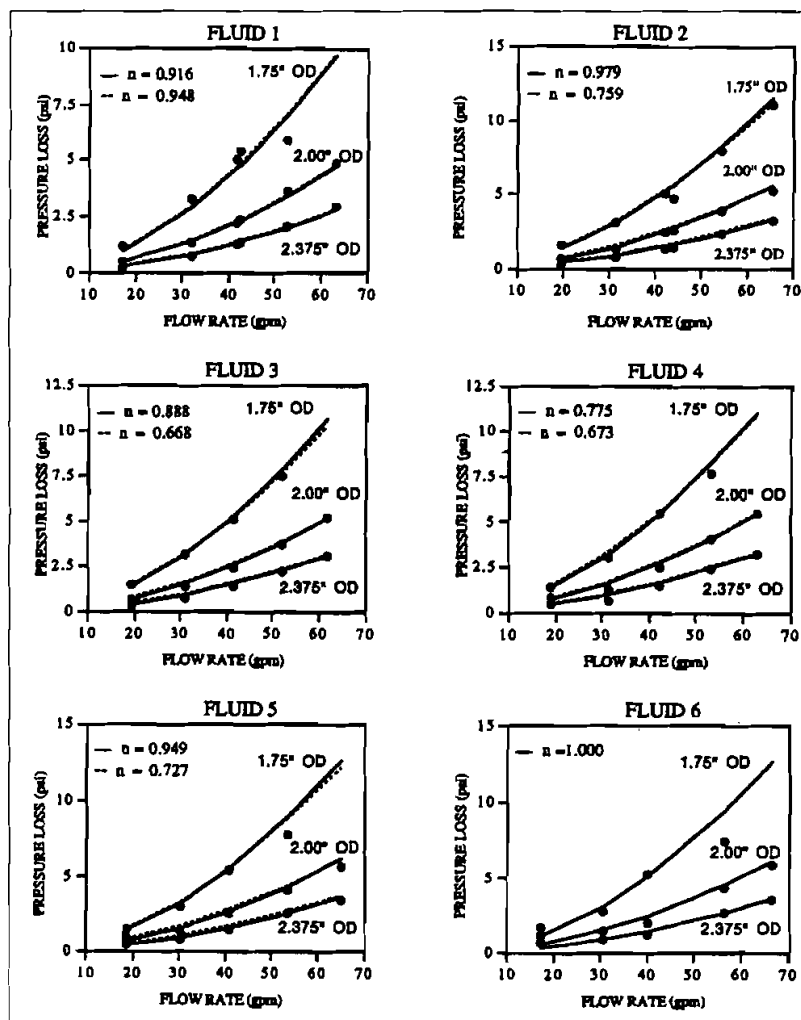 FLUID 1
PRESSURE LOSS (psi)
10
7.5
5
2.5
0
n = 0.916
n = 0.948
1.75" OD
2.00" OD
2.375" OD
10 20 30 40 50 60 70
FLOW RATE (gpm)
FLUID 2
PRESSURE LOSS (psi)
15
10
5
0
n = 0.979
n = 0.759
1.75" OD
2.00" OD
2.375" OD
10 20 30 40 50 60 70
FLOW RATE (gpm)
FLUID 3
PRESSURE LOSS (psi)
12.5
10
7.5
5
2.5
0
n = 0.888
n = 0.668
1.75" OD
2.00" OD
2.375" OD
10 20 30 40 50 60 70
FLOW RATE (gpm)
FLUID 4
PRESSURE LOSS (psi)
12.5
10
7.5
5
2.5
0
n = 0.775
n = 0.673
1.75" OD
2.00" OD
2.375" OD
10 20 30 40 50 60 70
FLOW RATE (gpm)
FLUID 5
PRESSURE LOSS (psi)
15
10
5
0
n = 0.949
n = 0.727
1.75" OD
2.00" OD
2.375" OD
10 20 30 40 50 60 70
FLOW RATE (gpm)
FLUID 6
PRESSURE LOSS (psi)
15
10
5
0
n =1.000
1.75" OD
2.00" OD
2.375" OD
10 20 30 40 50 60 70
FLOW RATE (gpm)